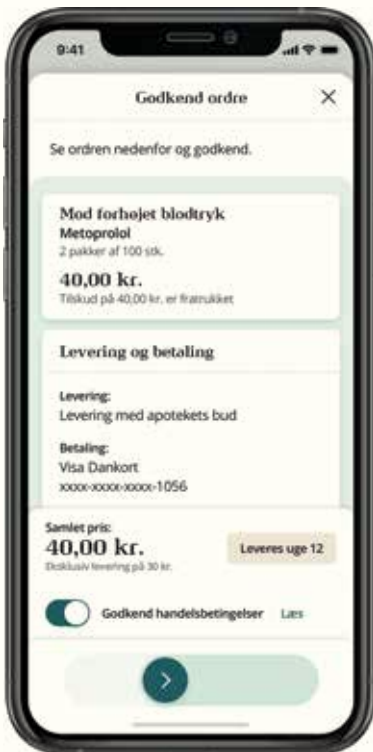 9:41
Godkend ordre
Se ordren nedenfor og godkend.
Mod forhøjet blodtryk
Metoprolol
2 pakker af 100 stk.
40,00 kr.
Tilskud på 40,00 kr. er fratrukket
Levering og betaling
Levering:
Levering med apotekets bud
Betaling:
Visa Dankort
xxxx-xxxx-xxxx-1056
Samlet pris:
40,00 kr.
Eksklusiv levering på 30 kr.
Leveres uge 12
Godkend handelsbetingelser Læs